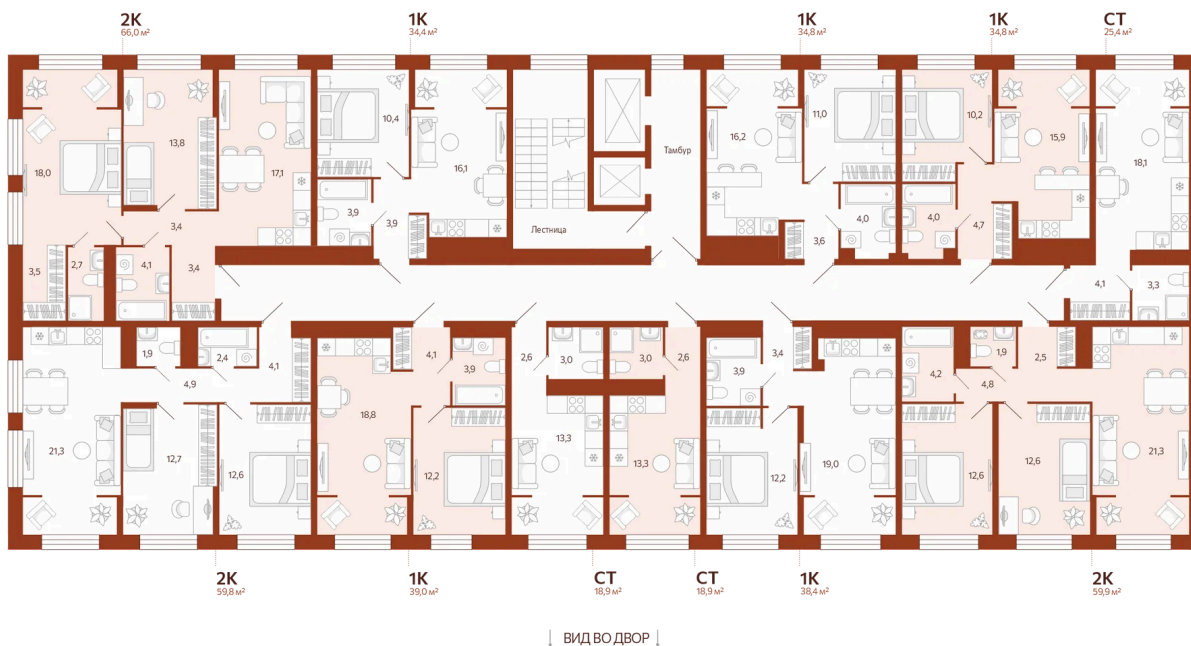 2К
66,0 м²
1К
34,4 м²
1К
34,8 м²
1К
34,8 м²
СТ
25,4 м²
18,0
13,8
17,1
10,4
16,1
Тамбур
16,2
11,0
10,2
15,9
18,1
3,4
3,9
3,9
Лестница
3,6
4,0
4,0
4,7
3,5
2,7
4,1
3,4
4,1
3,3
1,9
2,4
4,1
4,9
4,1
3,9
2,6
3,0
3,0
2,6
3,4
3,9
4,2
1,9
2,5
4,8
21,3
12,7
12,6
18,8
12,2
13,3
13,3
12,2
19,0
12,6
12,6
21,3
2К
59,8 м²
1К
39,0 м²
СТ
18,9 м²
СТ
18,9 м²
1К
38,4 м²
2К
59,9 м²
ВИД ВО ДВОР